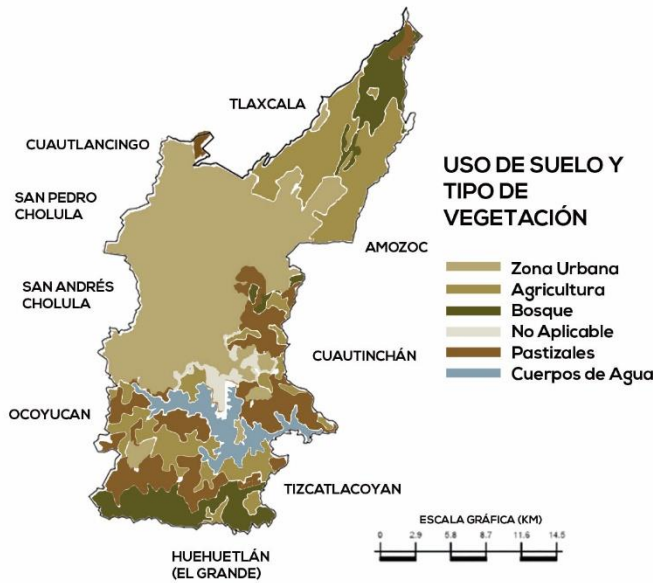 TLAXCALA
CUAUTLANCINGO
SAN PEDRO
CHOLULA
SAN ANDRÉS
CHOLULA
OCOYUCAN
AMOZOC
CUAUTINCHÁN
TIZCATLACOYAN
HUEHUETLÁN
(EL GRANDE)
USO DE SUELO Y
TIPO DE
VEGETACIÓN
Zona Urbana
Agricultura
Bosque
No Aplicable
Pastizales
Cuerpos de Agua
ESCALA GRÁFICA (KM)
0 2.9 5.8 8.7 11.6 14.5